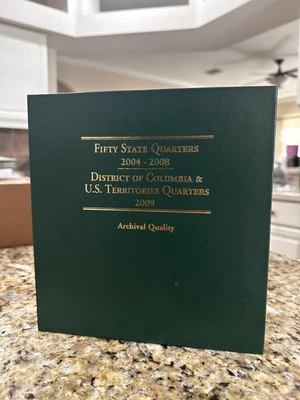 FIFTY STATE QUARTERS
2004 - 2008
DISTRICT OF COLUMBIA &
U.S. TERRITORIES QUARTERS
2009
Archival Quality